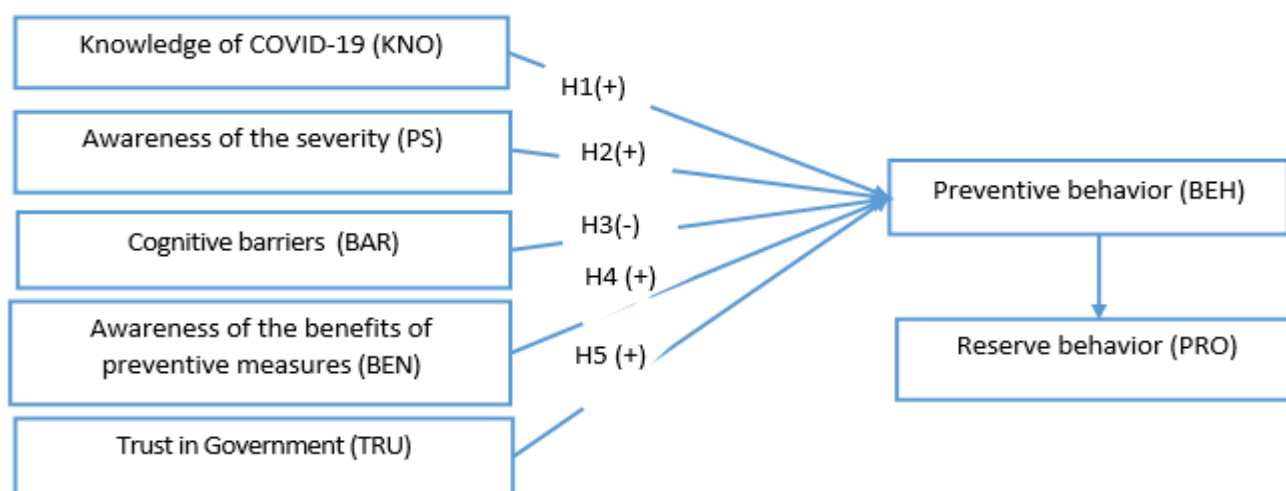 Knowledge of COVID-19 (KNO)
H1(+)
Awareness of the severity (PS)
H2(+)
Cognitive barriers (BAR)
H3(-)
Awareness of the benefits of
preventive measures (BEN)
H4 (+)
Trust in Government (TRU)
H5 (+)
Preventive behavior (BEH)
Reserve behavior (PRO)